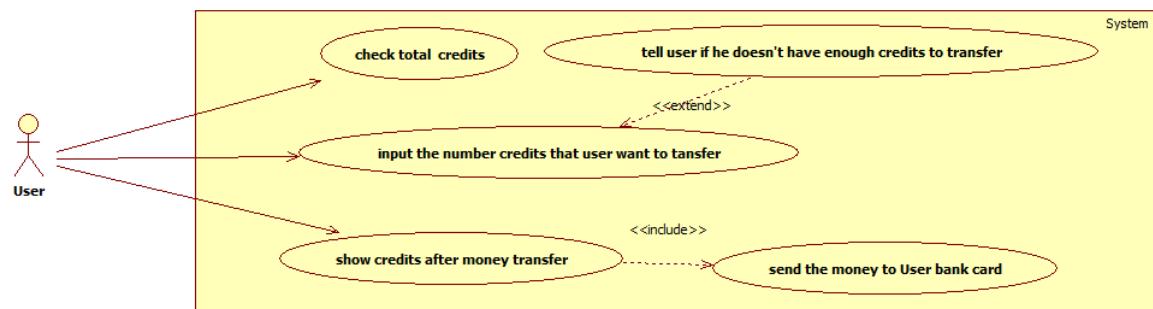 System
check total credits
tell user if he doesn't have enough credits to transfer
<<extend>>
input the number credits that user want to tansfer
User
<<include>>
show credits after money transfer
send the money to User bank card